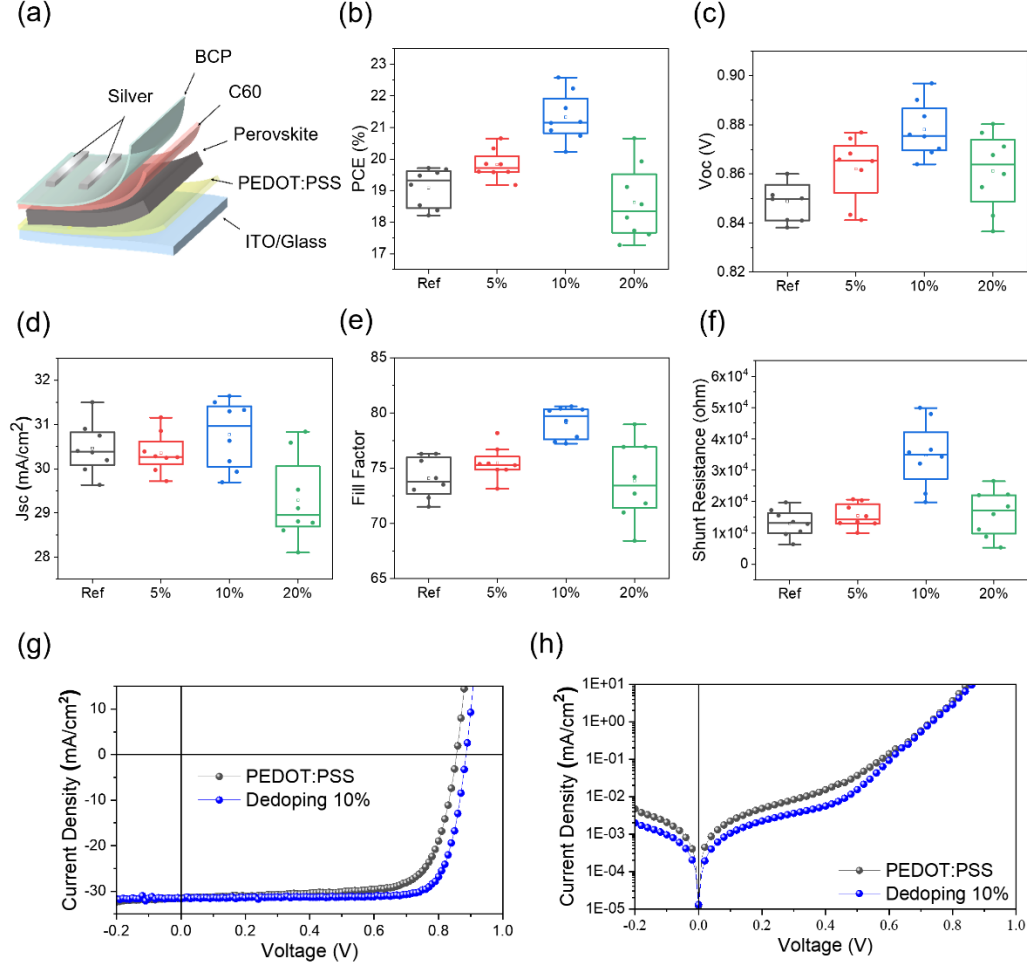 (a)
BCP
Silver
C60
Perovskite
PEDOT:PSS
ITO/Glass
(b)
PCE (%)
23
22
21
20
19
18
17
Ref
5%
10%
20%
(c)
Voc (V)
0.90
0.88
0.86
0.84
0.82
Ref
5%
10%
20%
(d)
Jsc (mA/cm²)
32
31
30
29
28
Ref
5%
10%
20%
(e)
Fill Factor
85
80
75
70
65
Ref
5%
10%
20%
(f)
Shunt Resistance (ohm)
6x10⁴
5x10⁴
4x10⁴
3x10⁴
2x10⁴
1x10⁴
0
Ref
5%
10%
20%
(g)
Current Density (mA/cm²)
10
0
-10
-20
-30
PEDOT:PSS
Dedoping 10%
-0.2
0.0
0.2
0.4
0.6
0.8
1.0
Voltage (V)
(h)
Current Density (mA/cm²)
1E+01
1E+00
1E-01
1E-02
1E-03
1E-04
1E-05
PEDOT:PSS
Dedoping 10%
-0.2
0.0
0.2
0.4
0.6
0.8
1.0
Voltage (V)